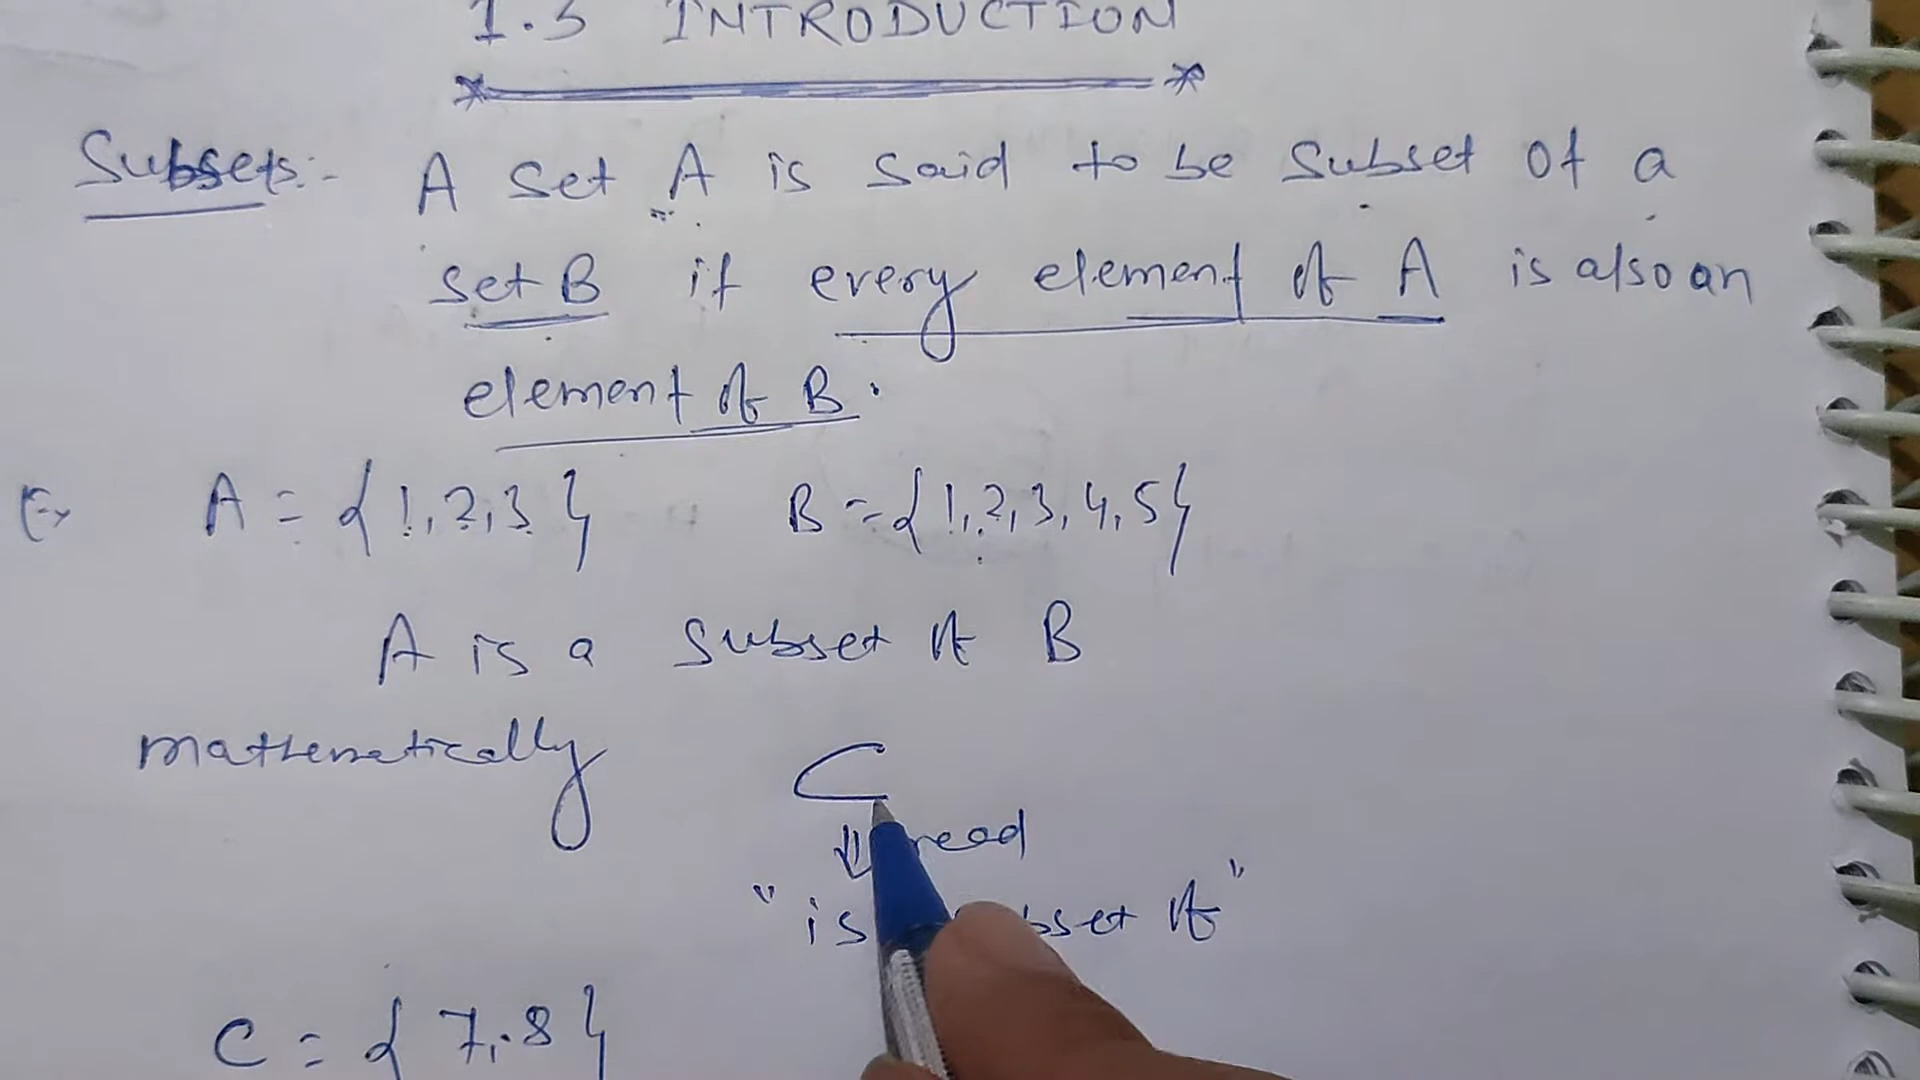 1.3 INTRODUCTION
Subsets:- A set A is said to be subset of a
set B if every element of A is also an
element of B.
Ex A = {1,2,3} B = {1,2,3,4,5}
A is a subset of B
mathematically ⊂
⇓ read
"is subset of"
C = {7,8}